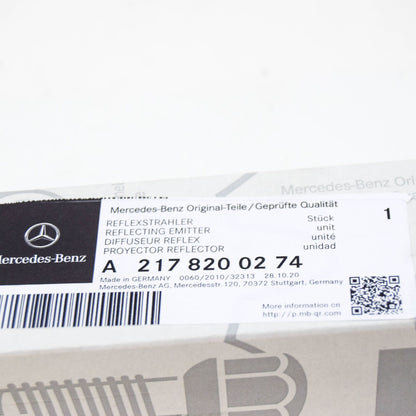 Mercedes-Benz Ori
Mercedes-Benz Original-Teile/Geprüfte Qualität
REFLEXSTRAHLER Stück 1
REFLECTING EMITTER unit
DIFFUSEUR REFLEX unité
PROYECTOR REFLECTOR unidad
Mercedes-Benz
A 217 820 02 74
Made in GERMANY 0060/2010/32313 28.10.20
Mercedes-Benz AG, Mercedesstr. 120, 70372 Stuttgart, Germany
More information on
http://p.mb-qr.com